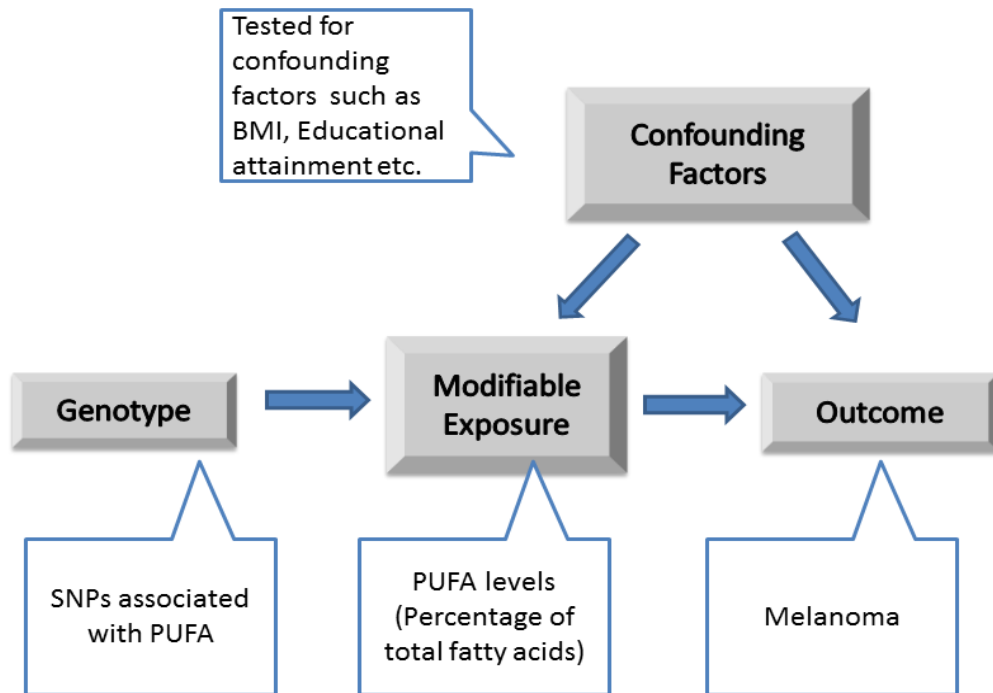 Tested for
confounding
factors such as
BMI, Educational
attainment etc.
Confounding
Factors
Genotype
Modifiable
Exposure
Outcome
SNPs associated
with PUFA
PUFA levels
(Percentage of
total fatty acids)
Melanoma